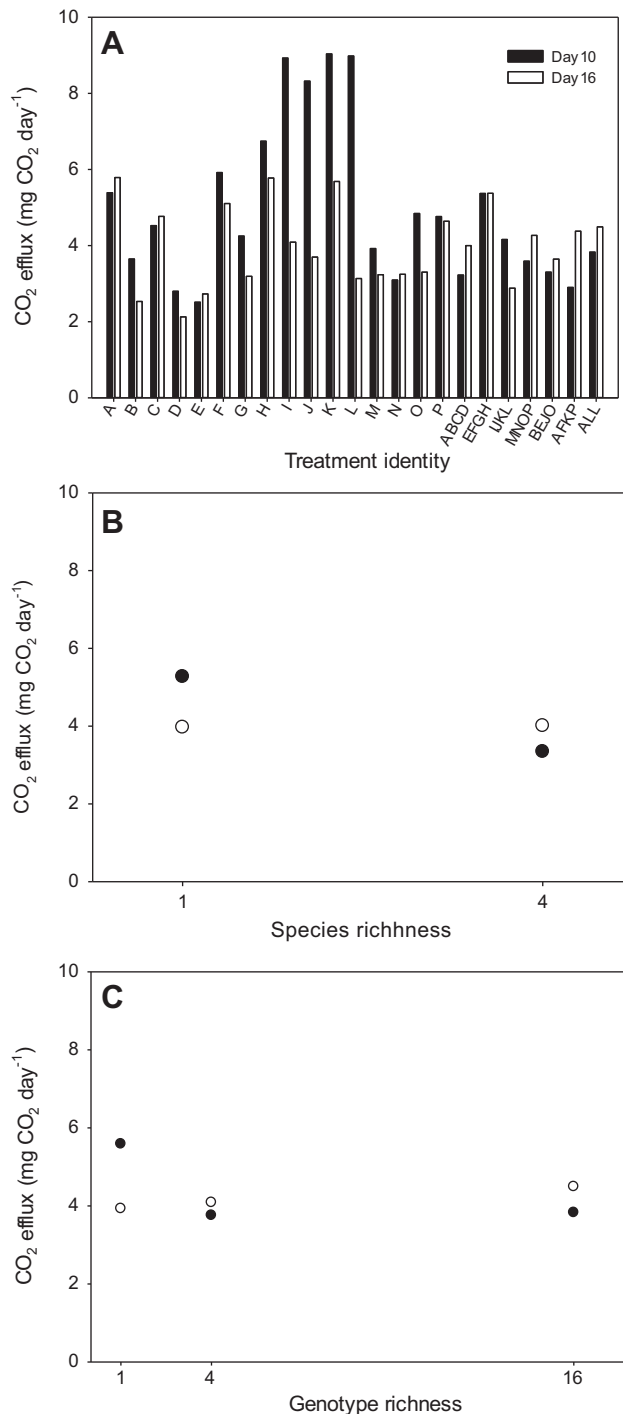 A
10
8
6
4
2
0
CO₂ efflux (mg CO₂ day⁻¹)
Day 10
Day 16
A B C D E F G H I J K L M N O P ABCD EFGH IJKL MNOP BEJO AFKP ALL
Treatment identity
B
10
8
6
4
2
0
CO₂ efflux (mg CO₂ day⁻¹)
1 4
Species richhness
C
10
8
6
4
2
0
CO₂ efflux (mg CO₂ day⁻¹)
1 4 16
Genotype richness